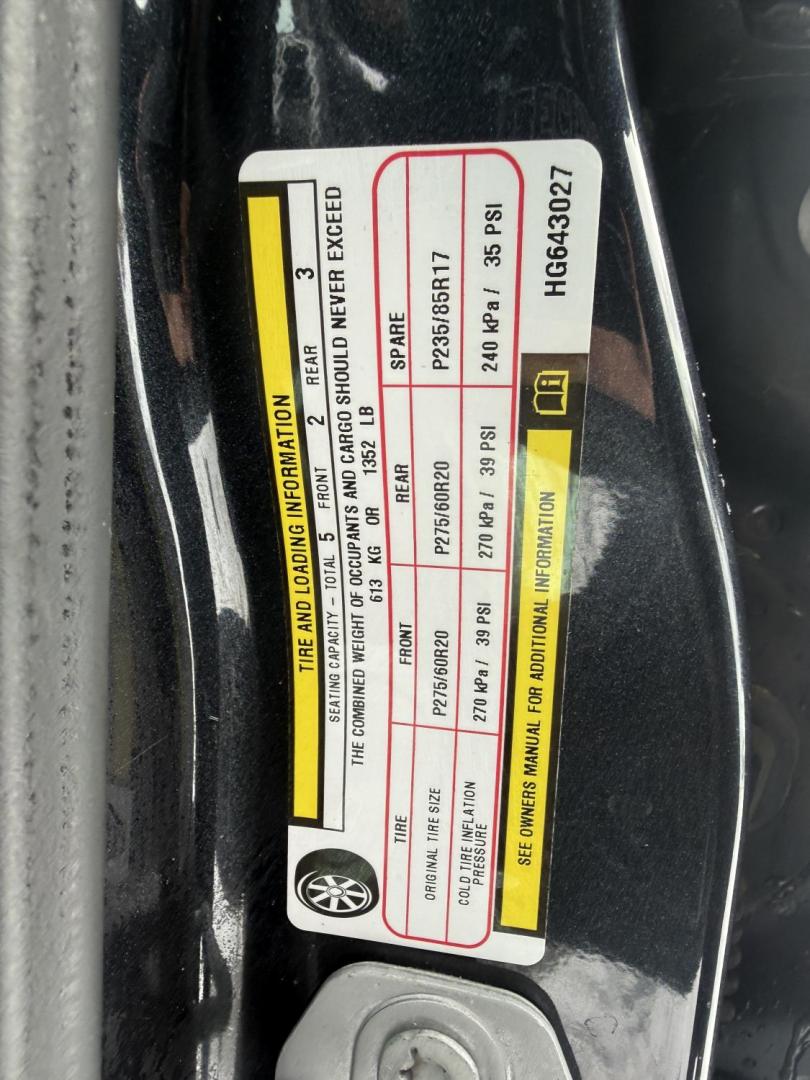 TIRE AND LOADING INFORMATION
SEATING CAPACITY – TOTAL 5 FRONT 2 REAR 3
THE COMBINED WEIGHT OF OCCUPANTS AND CARGO SHOULD NEVER EXCEED
613 KG OR 1352 LB
TIRE FRONT REAR SPARE
ORIGINAL TIRE SIZE P275/60R20 P275/60R20 P235/85R17
COLD TIRE INFLATION
PRESSURE 270 kPa / 39 PSI 270 kPa / 39 PSI 240 kPa / 35 PSI
SEE OWNERS MANUAL FOR ADDITIONAL INFORMATION
HG643027